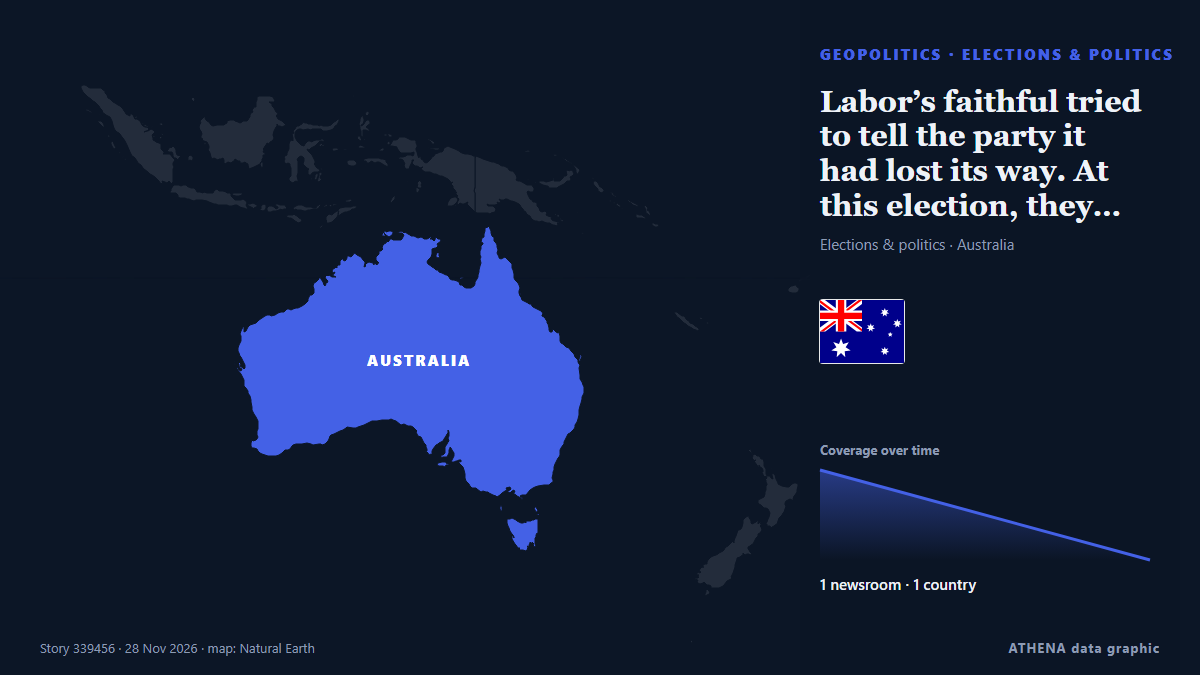 GEOPOLITICS · ELECTIONS & POLITICS
Labor’s faithful tried
to tell the party it
had lost its way. At
this election, they...
Elections & politics · Australia
AUSTRALIA
Coverage over time
1 newsroom · 1 country
Story 339456 · 28 Nov 2026 · map: Natural Earth
ATHENA data graphic